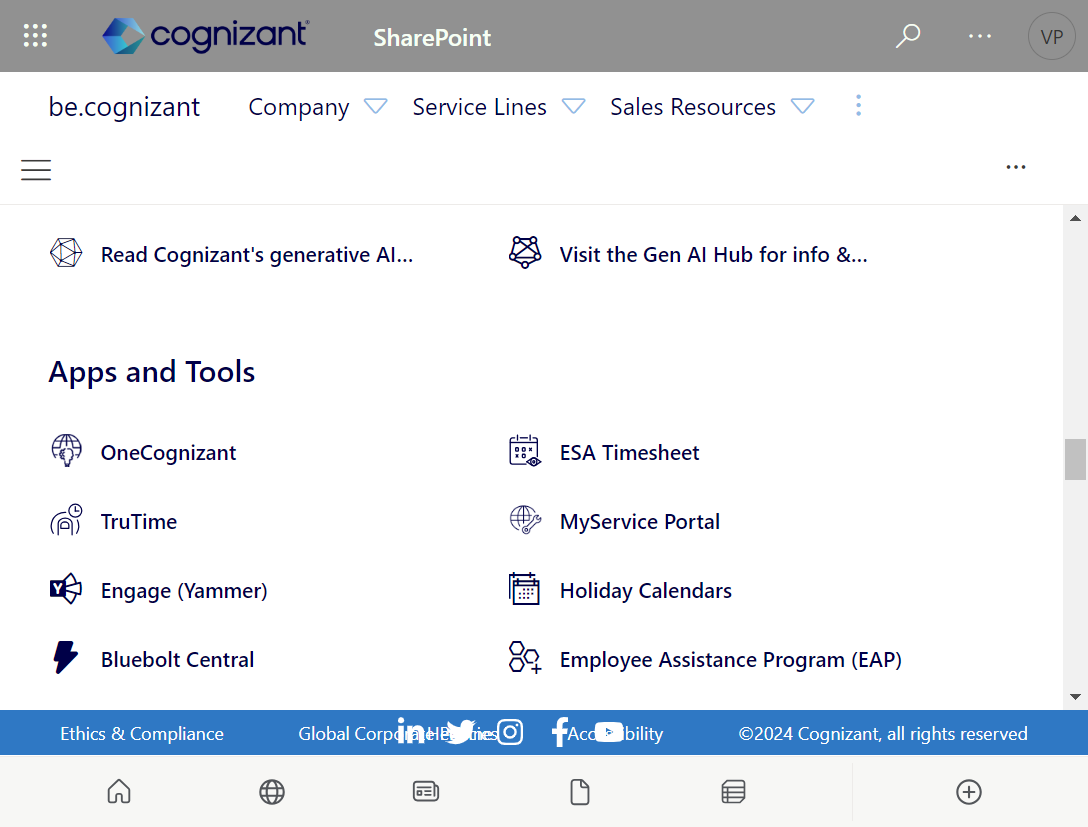 cognizant SharePoint VP
be.cognizant Company Service Lines Sales Resources
Read Cognizant's generative AI... Visit the Gen AI Hub for info &...
Apps and Tools
OneCognizant ESA Timesheet
TruTime MyService Portal
Engage (Yammer) Holiday Calendars
Bluebolt Central Employee Assistance Program (EAP)
Ethics & Compliance Global Corporate Accessibility ©2024 Cognizant, all rights reserved